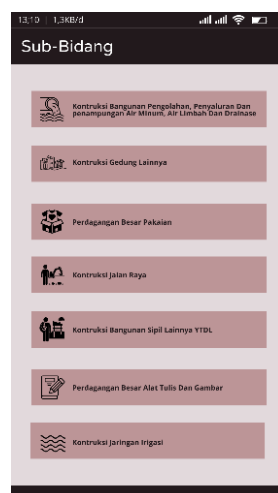 13;10 | 1,3KB/d
Sub-Bidang
Kontruksi Bangunan Pengolahan, Penyaluran Dan
penampungan Air Minum, Air Limbah Dan Drainase
Kontruksi Gedung Lainnya
Perdagangan Besar Pakaian
Kontruksi Jalan Raya
Kontruksi Bangunan Sipil Lainnya YTDL
Perdagangan Besar Alat Tulis Dan Gambar
Kontruksi Jaringan Irigasi